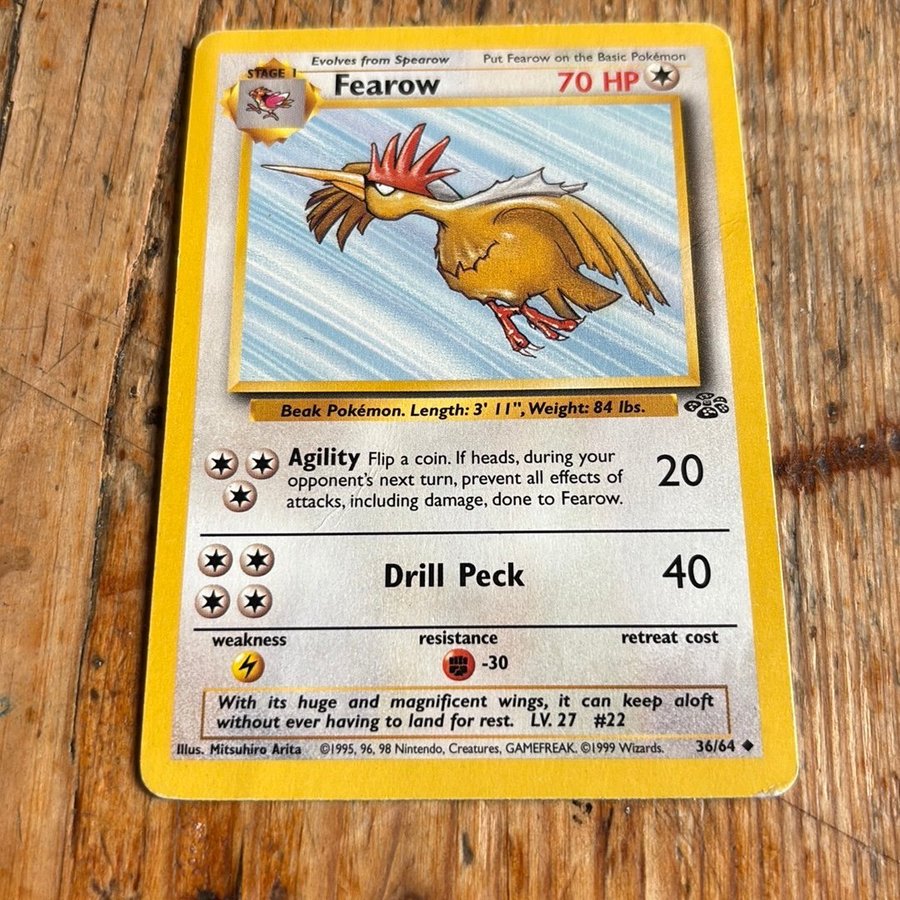 Evolves from Spearow
Put Fearow on the Basic Pokémon
STAGE 1
Fearow
70 HP
Beak Pokémon. Length: 3' 11", Weight: 84 lbs.
Agility Flip a coin. If heads, during your
opponent's next turn, prevent all effects of
attacks, including damage, done to Fearow.
20
Drill Peck
40
weakness
resistance
retreat cost
-30
With its huge and magnificent wings, it can keep aloft
without ever having to land for rest. LV. 27 #22
Illus. Mitsuhiro Arita ©1995, 96, 98 Nintendo, Creatures, GAMEFREAK. ©1999 Wizards. 36/64